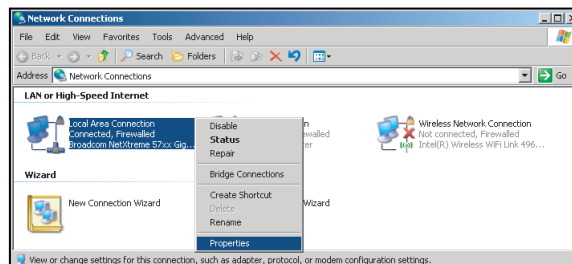 Network Connections
File Edit View Favorites Tools Advanced Help
Back Search Folders
Address Network Connections Go
LAN or High-Speed Internet
Local Area Connection
Connected, Firewalled
Broadcom NetXtreme 57xx Gig...
Disable
Status
Repair
Bridge Connections
Create Shortcut
Delete
Rename
Properties
Wireless Network Connection
Not connected, Firewalled
Intel(R) Wireless WiFi Link 496...
Wizard
New Connection Wizard
Wizard
View or change settings for this connection, such as adapter, protocol, or modem configuration settings.